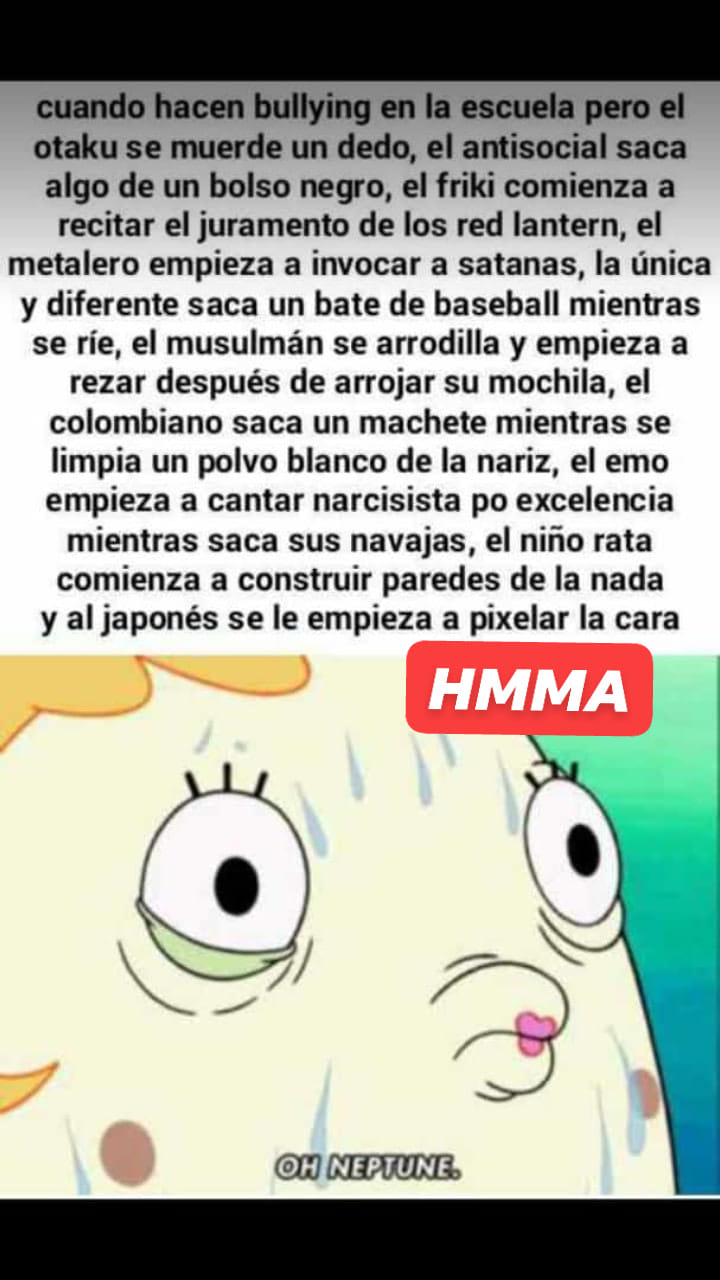 cuando hacen bullying en la escuela pero el
otaku se muerde un dedo, el antisocial saca
algo de un bolso negro, el friki comienza a
recitar el juramento de los red lantern, el
metalero empieza a invocar a satanas, la única
y diferente saca un bate de baseball mientras
se ríe, el musulmán se arrodilla y empieza a
rezar después de arrojar su mochila, el
colombiano saca un machete mientras se
limpia un polvo blanco de la nariz, el emo
empieza a cantar narcisista po excelencia
mientras saca sus navajas, el niño rata
comienza a construir paredes de la nada
y al japonés se le empieza a pixelar la cara
HMMA
OH NEPTUNE.